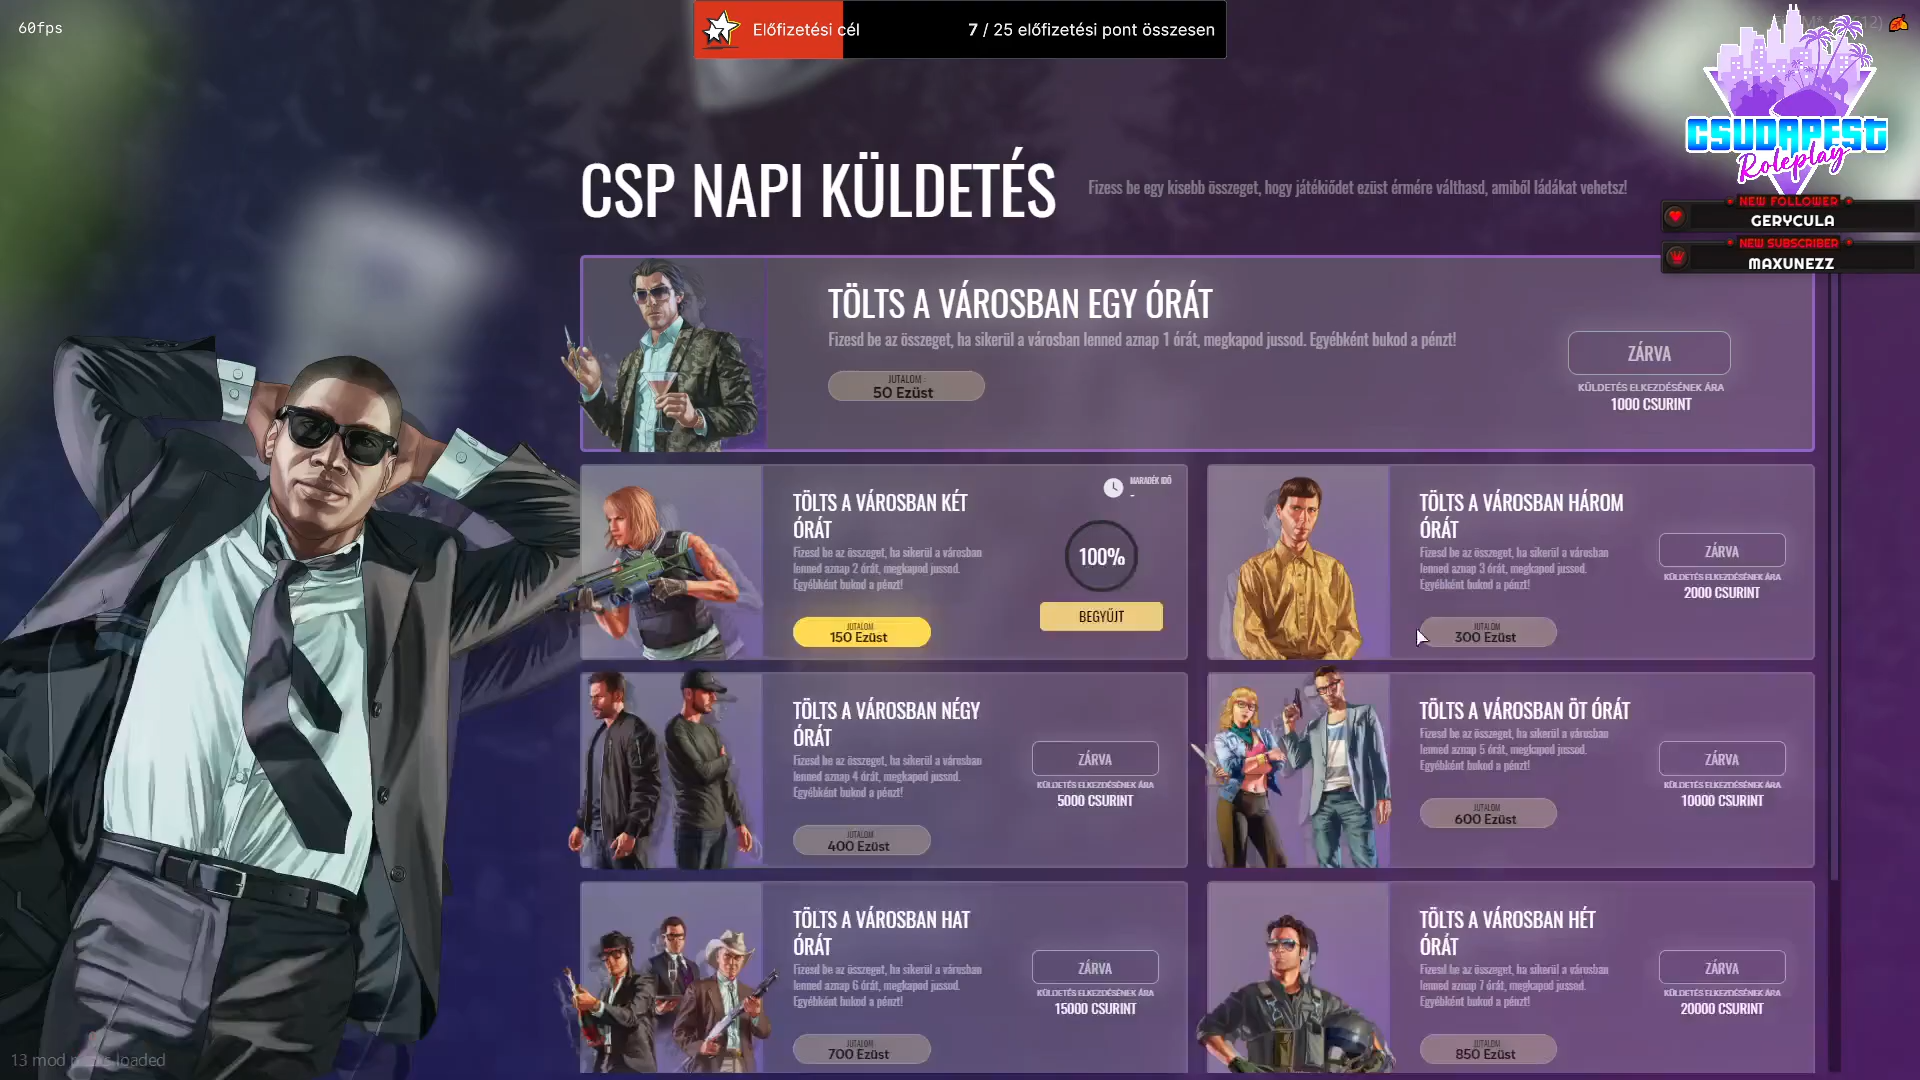 60fps
Előfizetési cél
7 / 25 előfizetési pont összesen
CSUDAPEST
Roleplay
NEW FOLLOWER
GERYCULA
NEW SUBSCRIBER
MAXUNEZZ
CSP NAPI KÜLDETÉS
Fizess be egy kisebb összeget, hogy játékiődet ezüst érmére válthasd, amiből ládákat vehetsz!
TÖLTS A VÁROSBAN EGY ÓRÁT
Fizesd be az összeget, ha sikerül a városban lenned aznap 1 órát, megkapod jussod. Egyébként bukod a pénzt!
JUTALOM :
50 Ezüst
ZÁRVA
KÜLDETÉS ELKEZDÉSÉNEK ÁRA
1000 CSURINT
TÖLTS A VÁROSBAN KÉT
ÓRÁT
Fizesd be az összeget, ha sikerül a városban
lenned aznap 2 órát, megkapod jussod.
Egyébként bukod a pénzt!
JUTALOM
150 Ezüst
MARADÉK IDŐ
-
100%
BEGYŰJT
TÖLTS A VÁROSBAN HÁROM
ÓRÁT
Fizesd be az összeget, ha sikerül a városban
lenned aznap 3 órát, megkapod jussod.
Egyébként bukod a pénzt!
JUTALOM
300 Ezüst
ZÁRVA
KÜLDETÉS ELKEZDÉSÉNEK ÁRA
2000 CSURINT
TÖLTS A VÁROSBAN NÉGY
ÓRÁT
Fizesd be az összeget, ha sikerül a városban
lenned aznap 4 órát, megkapod jussod.
Egyébként bukod a pénzt!
JUTALOM
400 Ezüst
ZÁRVA
KÜLDETÉS ELKEZDÉSÉNEK ÁRA
5000 CSURINT
TÖLTS A VÁROSBAN ÖT ÓRÁT
Fizesd be az összeget, ha sikerül a városban
lenned aznap 5 órát, megkapod jussod.
Egyébként bukod a pénzt!
JUTALOM
600 Ezüst
ZÁRVA
KÜLDETÉS ELKEZDÉSÉNEK ÁRA
10000 CSURINT
TÖLTS A VÁROSBAN HAT
ÓRÁT
Fizesd be az összeget, ha sikerül a városban
lenned aznap 6 órát, megkapod jussod.
Egyébként bukod a pénzt!
JUTALOM
700 Ezüst
ZÁRVA
KÜLDETÉS ELKEZDÉSÉNEK ÁRA
15000 CSURINT
TÖLTS A VÁROSBAN HÉT
ÓRÁT
Fizesd be az összeget, ha sikerül a városban
lenned aznap 7 órát, megkapod jussod.
Egyébként bukod a pénzt!
JUTALOM
850 Ezüst
ZÁRVA
KÜLDETÉS ELKEZDÉSÉNEK ÁRA
20000 CSURINT
13 mod loaded